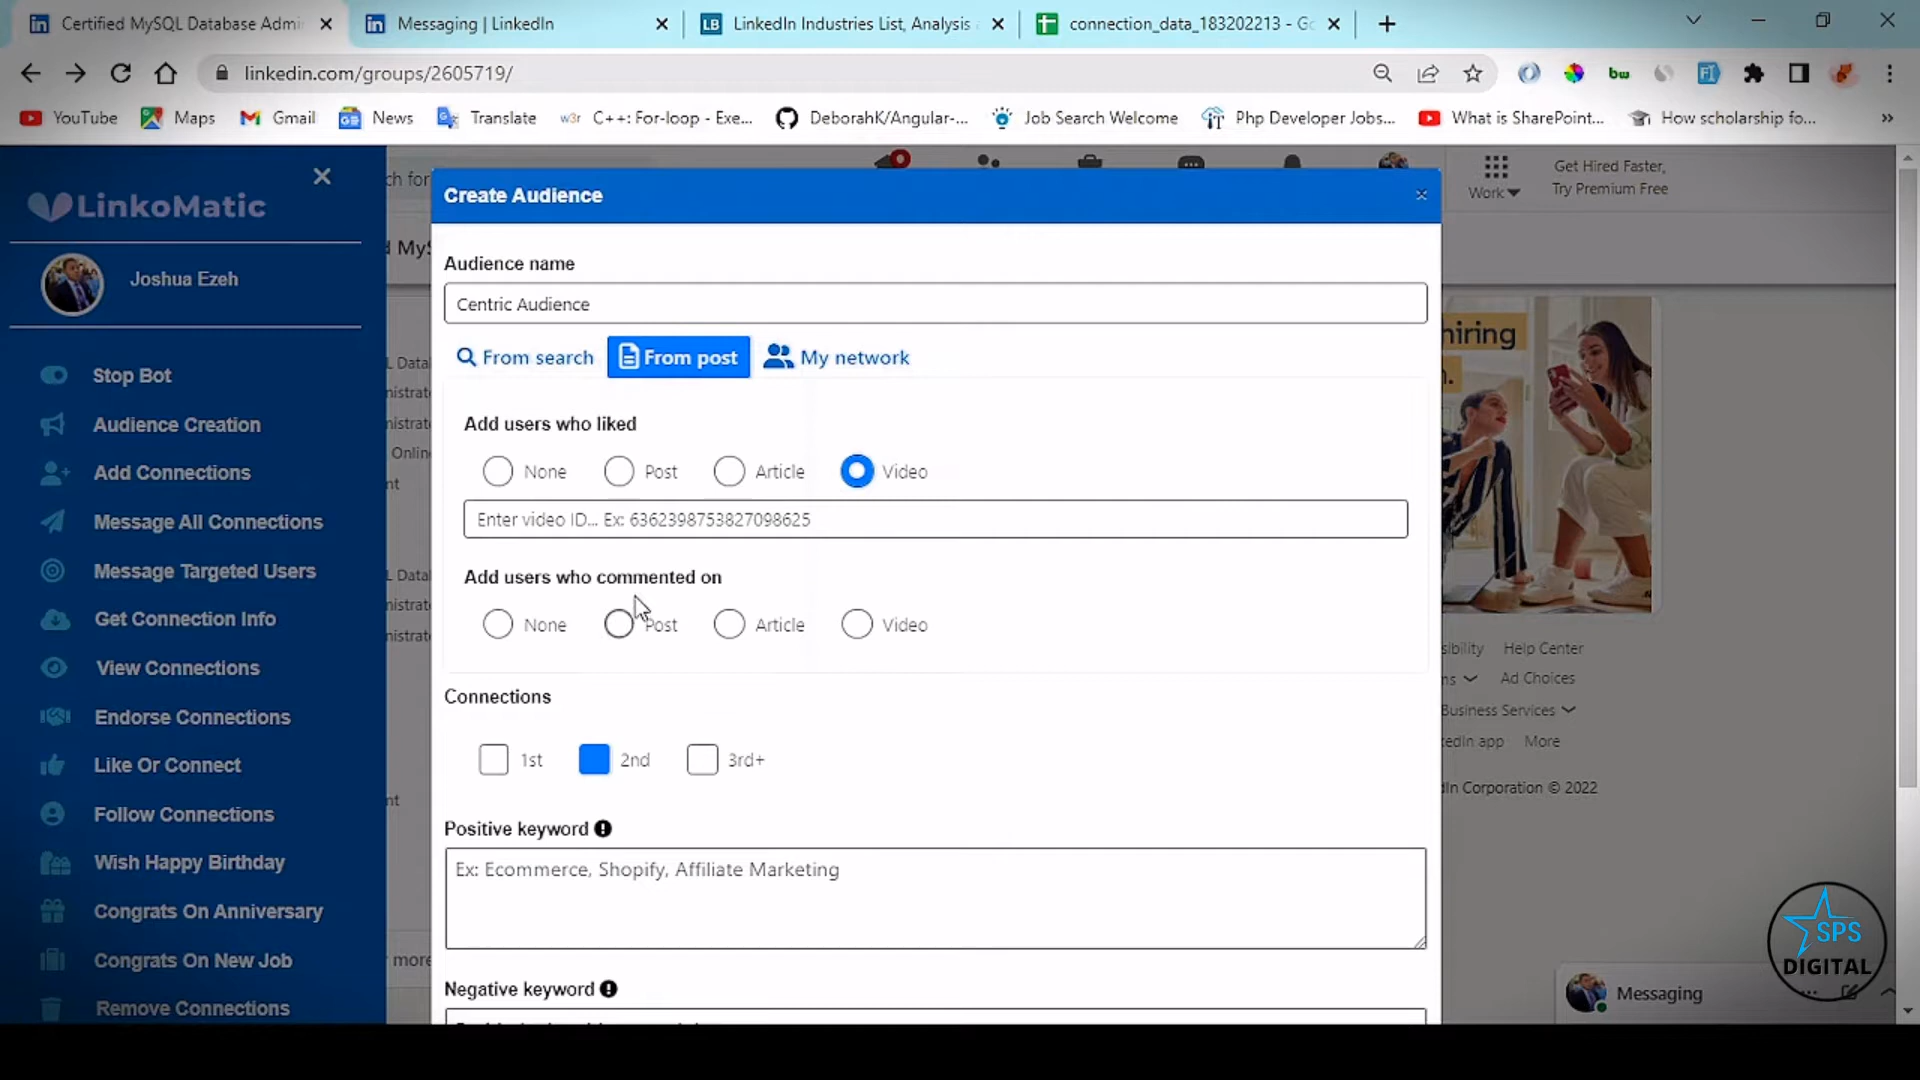 Certified MySQL Database Admin
Messaging | LinkedIn
LB LinkedIn Industries List, Analysis
connection_data_183202213 - Go
linkedin.com/groups/2605719/
bw
YouTube
Maps
Gmail
News
Translate
w3r C++: For-loop - Exe...
DeborahK/Angular-...
Job Search Welcome
Php Developer Jobs...
What is SharePoint...
How scholarship fo...
»
LinkoMatic
Joshua Ezeh
Stop Bot
Audience Creation
Add Connections
Message All Connections
Message Targeted Users
Get Connection Info
View Connections
Endorse Connections
Like Or Connect
Follow Connections
Wish Happy Birthday
Congrats On Anniversary
Congrats On New Job
Remove Connections
Create Audience
Audience name
Centric Audience
From search
From post
My network
Add users who liked
None Post Article Video
Enter video ID... Ex: 6362398753827098625
Add users who commented on
None Post Article Video
Connections
1st 2nd 3rd+
Positive keyword
Ex: Ecommerce, Shopify, Affiliate Marketing
Negative keyword
Work
Get Hired Faster,
Try Premium Free
hiring
Help Center
Ad Choices
Business Services
More
Corporation © 2022
Messaging
SPS
DIGITAL